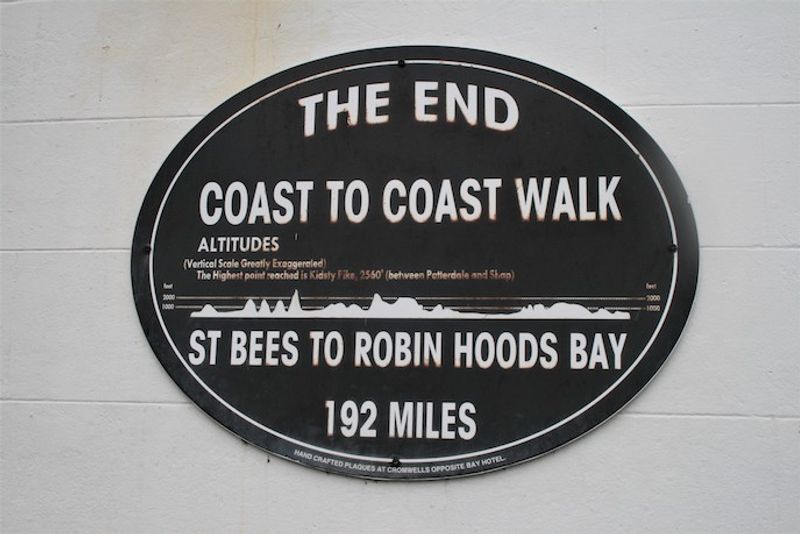 THE END
COAST TO COAST WALK
ALTITUDES
(Vertical Scale Greatly Exaggerated)
The Highest point reached is Kidsty Pike, 2560' (between Patterdale and Shap)
feet feet
2000 2000
1000 1000
ST BEES TO ROBIN HOODS BAY
192 MILES
HAND CRAFTED PLAQUES AT CROMWELLS OPPOSITE BAY HOTEL.